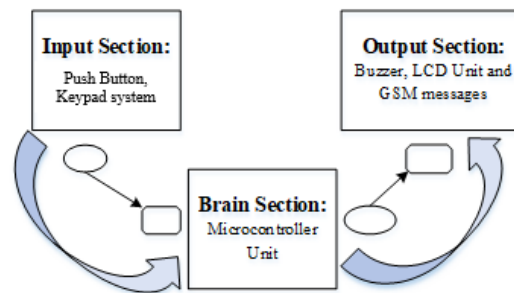 Input Section:
Push Button,
Keypad system
Output Section:
Buzzer, LCD Unit and
GSM messages
Brain Section:
Microcontroller
Unit